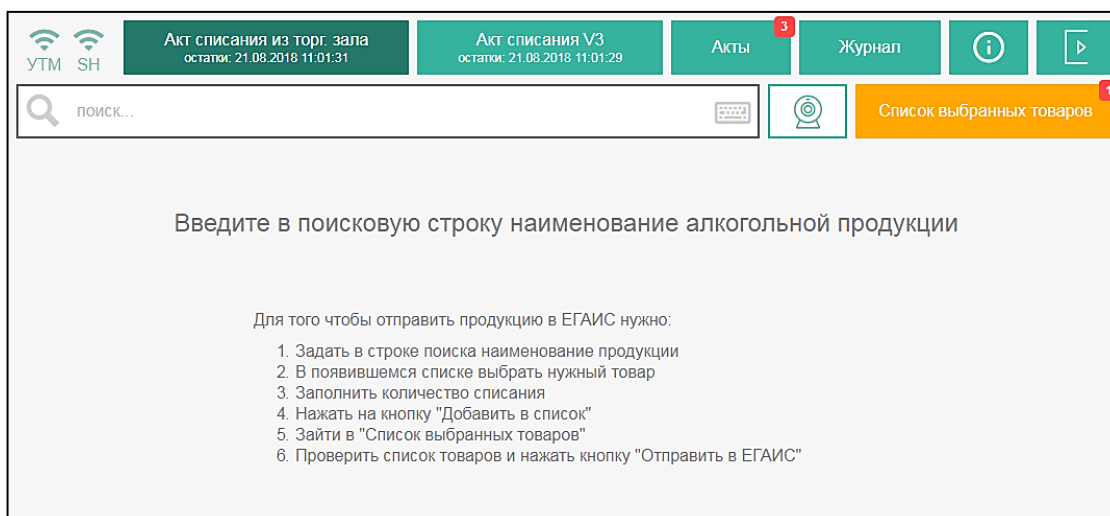 УТМ SH
Акт списания из торг. зала
остатки: 21.08.2018 11:01:31
Акт списания V3
остатки: 21.08.2018 11:01:29
Акты
3
Журнал
поиск...
Список выбранных товаров
1
Введите в поисковую строку наименование алкогольной продукции
Для того чтобы отправить продукцию в ЕГАИС нужно:
1. Задать в строке поиска наименование продукции
2. В появившемся списке выбрать нужный товар
3. Заполнить количество списания
4. Нажать на кнопку "Добавить в список"
5. Зайти в "Список выбранных товаров"
6. Проверить список товаров и нажать кнопку "Отправить в ЕГАИС"